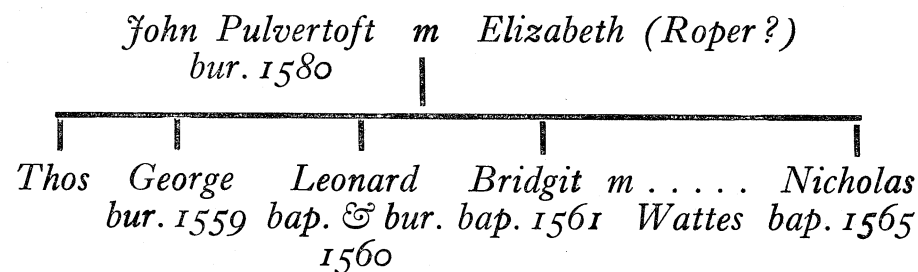 John Pulvertoft m Elizabeth (Roper?)
bur. 1580
Thos George Leonard Bridgit m . . . . . Nicholas
bur. 1559 bap. & bur. bap. 1561 Wattes bap. 1565
1560